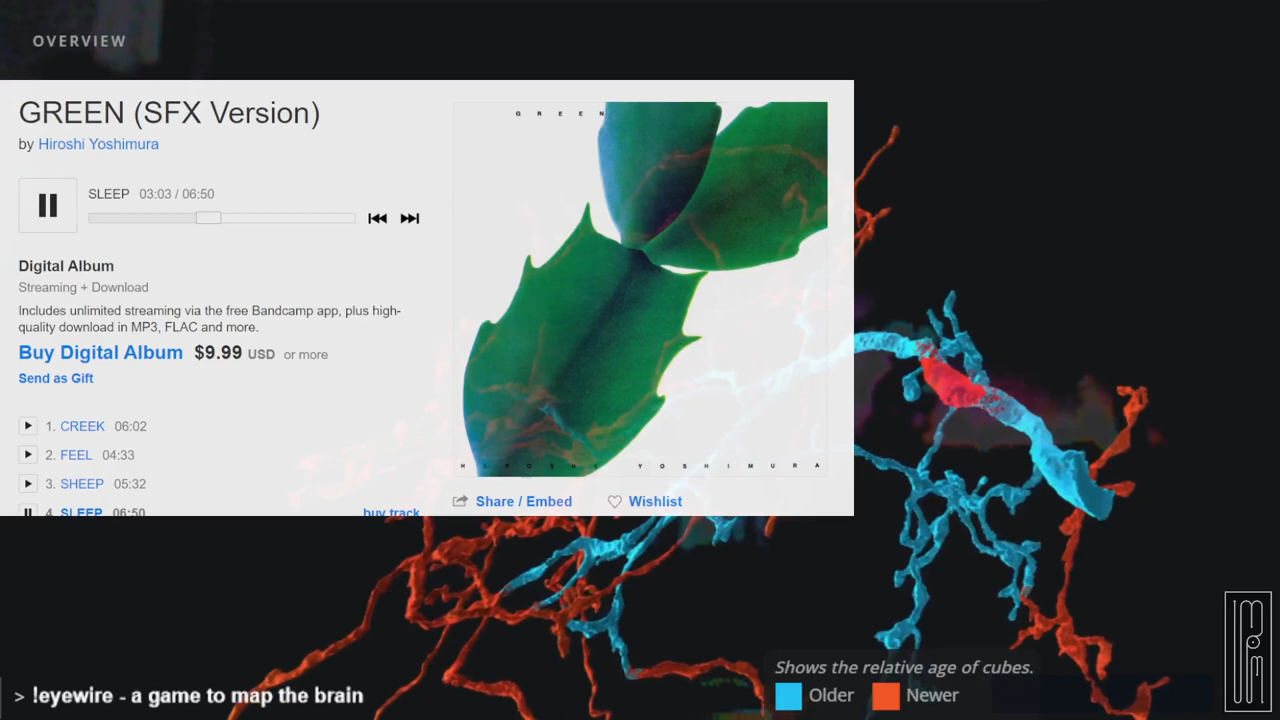 OVERVIEW
GREEN (SFX Version)
by Hiroshi Yoshimura
SLEEP 03:03 / 06:50
Digital Album
Streaming + Download
Includes unlimited streaming via the free Bandcamp app, plus high-
quality download in MP3, FLAC and more.
Buy Digital Album $9.99 USD or more
Send as Gift
1. CREEK 06:02
2. FEEL 04:33
3. SHEEP 05:32
4. SLEEP 06:50 buy track
GREEN
HIROSHI YOSHIMURA
Share / Embed Wishlist
Shows the relative age of cubes.
Older Newer
> !eyewire - a game to map the brain